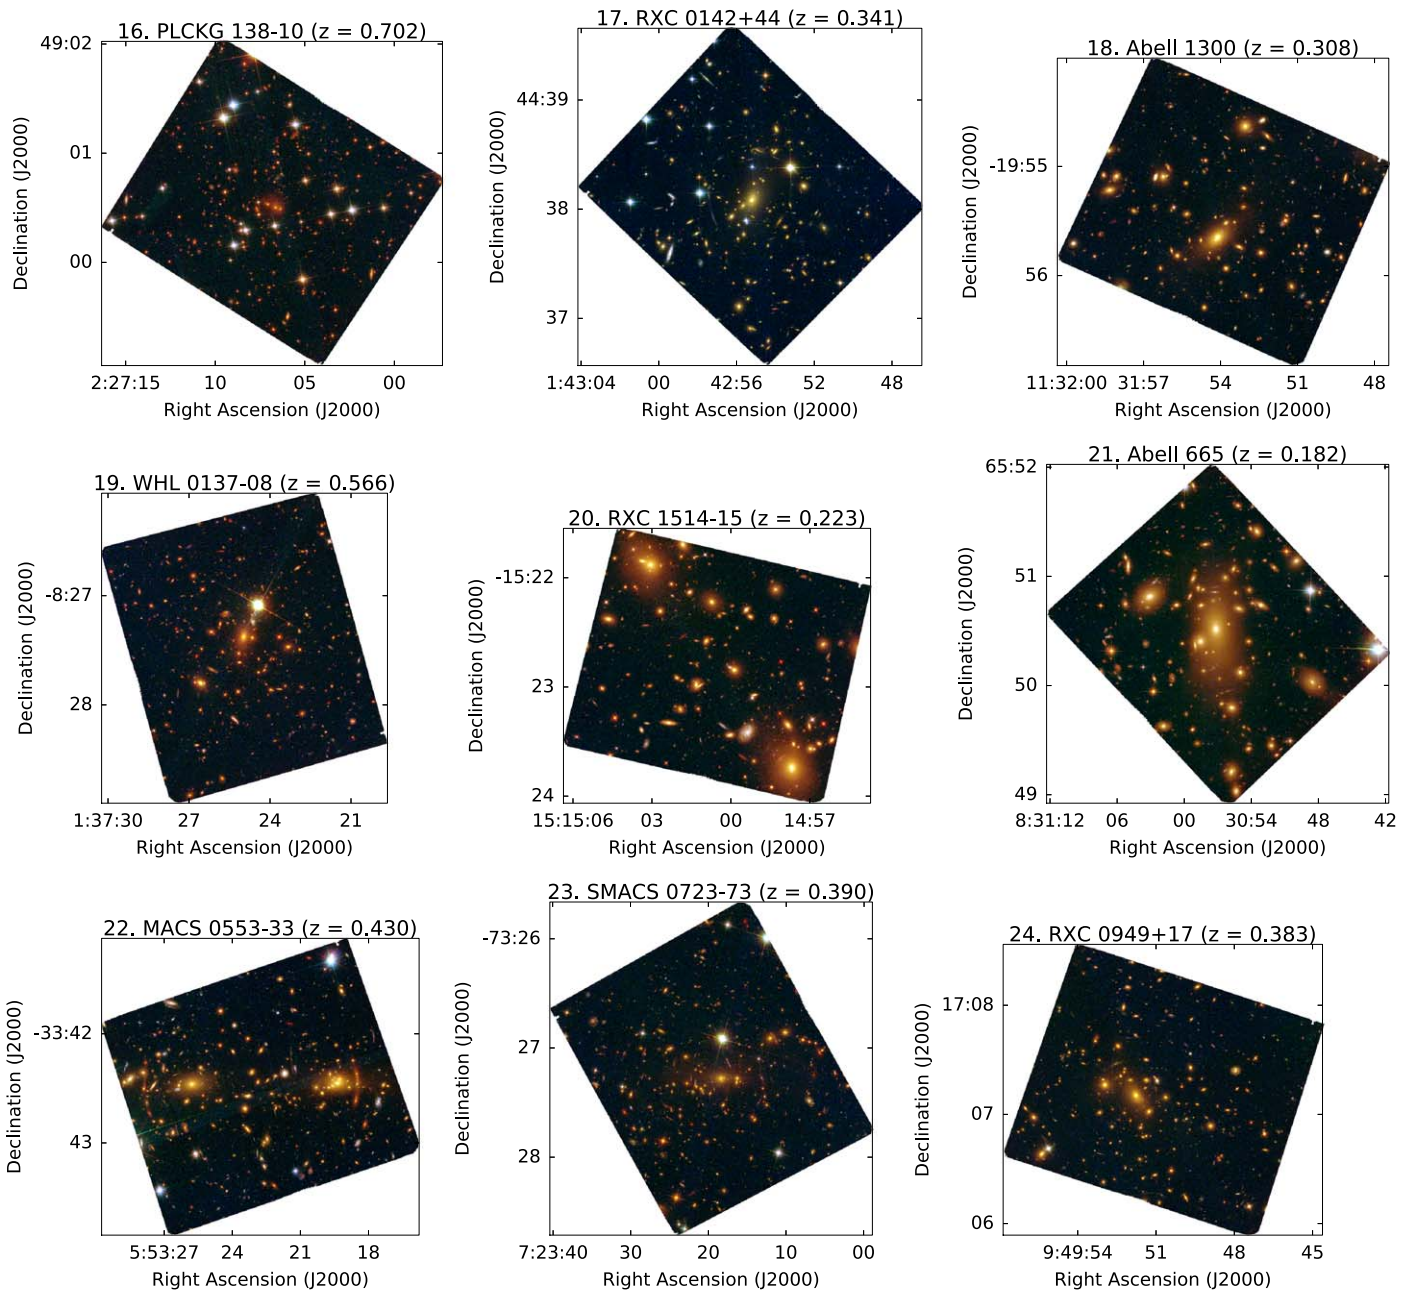 16. PLCKG 138-10 (z = 0.702)
49:02
01
00
Declination (J2000)
2:27:15 10 05 00
Right Ascension (J2000)
17. RXC 0142+44 (z = 0.341)
44:39
38
37
Declination (J2000)
1:43:04 00 42:56 52 48
Right Ascension (J2000)
18. Abell 1300 (z = 0.308)
-19:55
56
Declination (J2000)
11:32:00 31:57 54 51 48
Right Ascension (J2000)
19. WHL 0137-08 (z = 0.566)
-8:27
28
Declination (J2000)
1:37:30 27 24 21
Right Ascension (J2000)
20. RXC 1514-15 (z = 0.223)
-15:22
23
24
Declination (J2000)
15:15:06 03 00 14:57
Right Ascension (J2000)
21. Abell 665 (z = 0.182)
65:52
51
50
49
Declination (J2000)
8:31:12 06 00 30:54 48 42
Right Ascension (J2000)
22. MACS 0553-33 (z = 0.430)
-33:42
43
Declination (J2000)
5:53:27 24 21 18
Right Ascension (J2000)
23. SMACS 0723-73 (z = 0.390)
-73:26
27
28
Declination (J2000)
7:23:40 30 20 10 00
Right Ascension (J2000)
24. RXC 0949+17 (z = 0.383)
17:08
07
06
Declination (J2000)
9:49:54 51 48 45
Right Ascension (J2000)